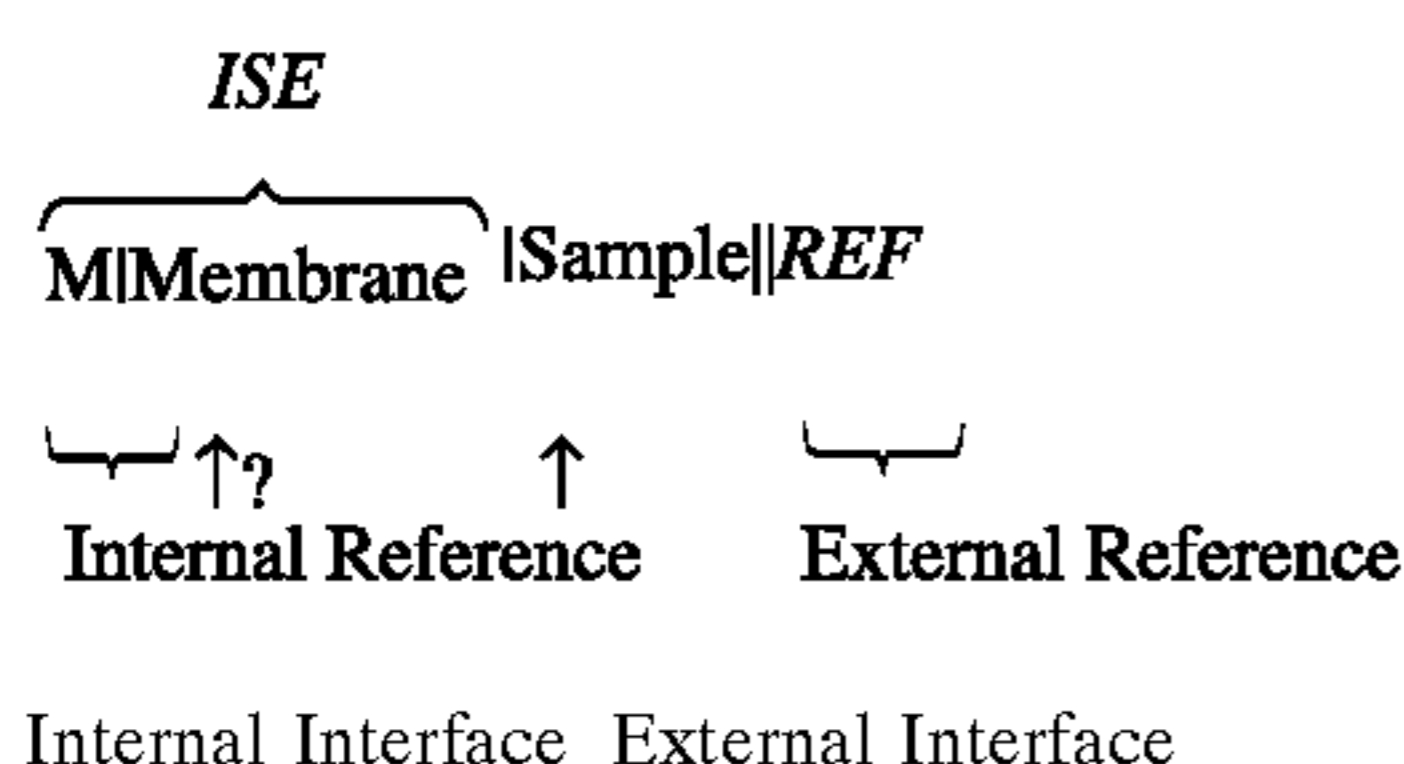 ISE
M|Membrane |Sample||REF
↑? ↑
Internal Reference External Reference
Internal Interface External Interface